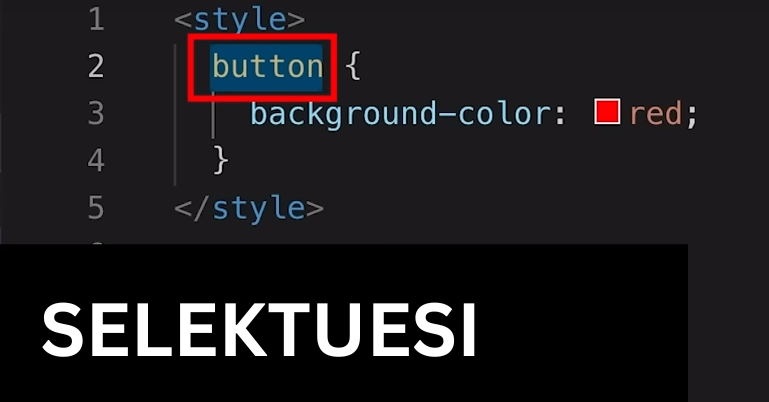 1 <style>
2 button {
3 background-color: red;
4 }
5 </style>
SELEKTUESI